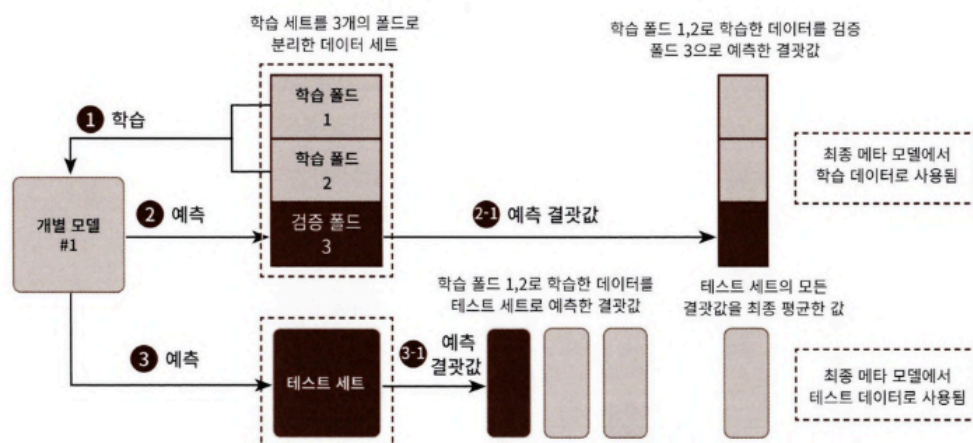 학습 세트를 3개의 폴드로
분리한 데이터 세트
학습 폴드 1,2로 학습한 데이터를 검증
폴드 3으로 예측한 결괏값
학습 폴드
1
1 학습
학습 폴드
2
최종 메타 모델에서
학습 데이터로 사용됨
개별 모델
#1
2 예측
검증 폴드
3
2-1 예측 결괏값
학습 폴드 1,2로 학습한 데이터를
테스트 세트로 예측한 결괏값
테스트 세트의 모든
결괏값을 최종 평균한 값
3 예측
테스트 세트
3-1 예측
결괏값
최종 메타 모델에서
테스트 데이터로 사용됨